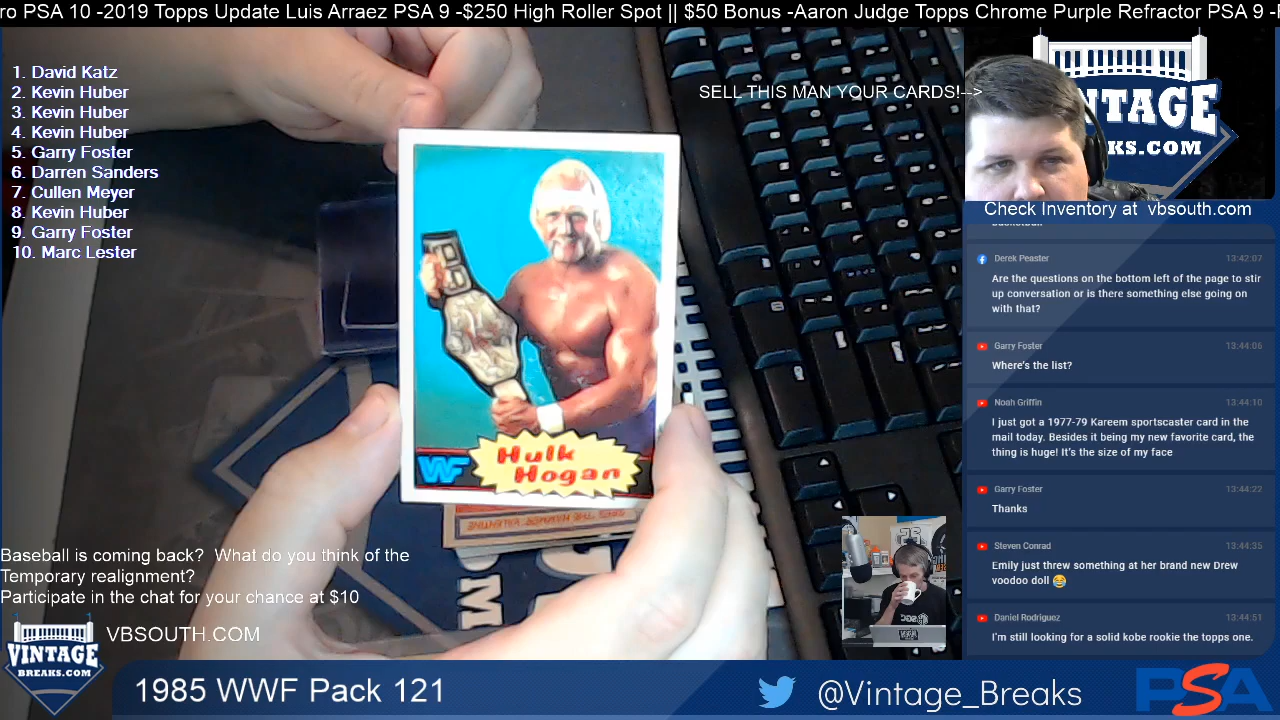 ro PSA 10 -2019 Topps Update Luis Arraez PSA 9 -$250 High Roller Spot || $50 Bonus -Aaron Judge Topps Chrome Purple Refractor PSA 9 -
1. David Katz
2. Kevin Huber
3. Kevin Huber
4. Kevin Huber
5. Garry Foster
6. Darren Sanders
7. Cullen Meyer
8. Kevin Huber
9. Garry Foster
10. Marc Lester
SELL THIS MAN YOUR CARDS!-->
NTAGE
KS.COM
Check Inventory at vbsouth.com
Derek Peaster 13:42:07
Are the questions on the bottom left of the page to stir
up conversation or is there something else going on
with that?
Garry Foster 13:44:06
Where's the list?
Noah Griffin 13:44:10
I just got a 1977-79 Kareem sportscaster card in the
mail today. Besides it being my new favorite card, the
thing is huge! It's the size of my face
Garry Foster 13:44:22
Thanks
Steven Conrad 13:44:35
Emily just threw something at her brand new Drew
voodoo doll 😂
Daniel Rodriguez 13:44:51
I'm still looking for a solid kobe rookie the topps one.
WF
Hulk
Hogan
GREG "THE HAMMER" VALENTINE
Baseball is coming back? What do you think of the
Temporary realignment?
Participate in the chat for your chance at $10
VINTAGE
BREAKS.COM
VBSOUTH.COM
1985 WWF Pack 121
@Vintage_Breaks
PSA